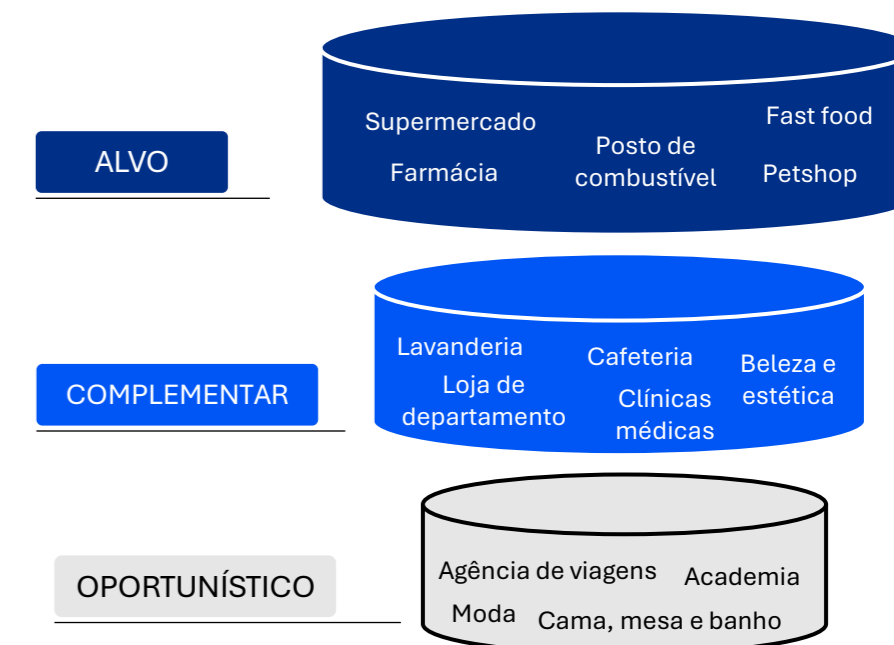 ALVO
Supermercado
Farmácia
Posto de
combustível
Fast food
Petshop
COMPLEMENTAR
Lavanderia
Loja de
departamento
Cafeteria
Clínicas
médicas
Beleza e
estética
OPORTUNÍSTICO
Agência de viagens
Academia
Moda
Cama, mesa e banho